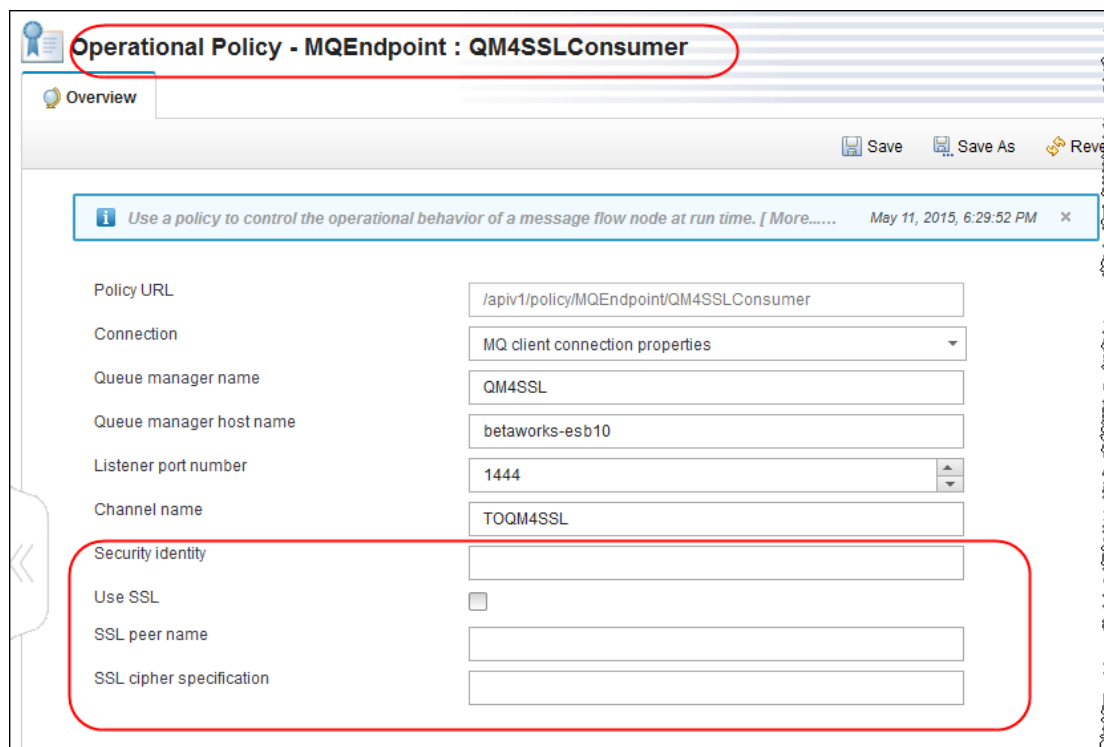 Operational Policy - MQEndpoint : QM4SSLConsumer
Overview
Save Save As Reve
i Use a policy to control the operational behavior of a message flow node at run time. [ More...... May 11, 2015, 6:29:52 PM ×
Policy URL /apiv1/policy/MQEndpoint/QM4SSLConsumer
Connection MQ client connection properties
Queue manager name QM4SSL
Queue manager host name betaworks-esb10
Listener port number 1444
Channel name TOQM4SSL
Security identity
Use SSL
SSL peer name
SSL cipher specification